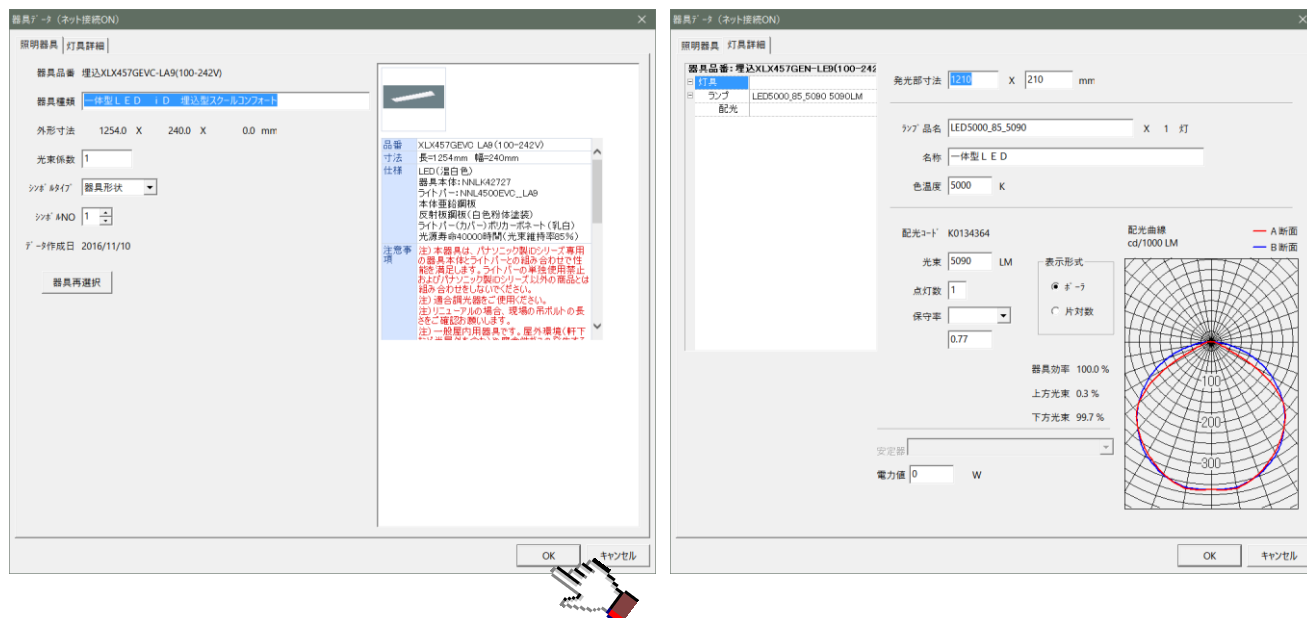 器具データ（ネット接続ON）
照明器具
灯具詳細
器具品番 埋込XLX457GEVC-LA9(100-242V)
器具種類 一体型ＬＥＤ ｉＤ 埋込型スクールコンフォート
外形寸法 1254.0 X 240.0 X 0.0 mm
光束係数 1
ｼﾝﾎﾞﾙﾀｲﾌﾟ 器具形状
ｼﾝﾎﾞﾙNO 1
ﾃﾞｰﾀ作成日 2016/11/10
器具再選択
品番 XLX457GEVC LA9(100-242V)
寸法 長=1254mm 幅=240mm
仕様 LED(温白色)
器具本体:NNLK42727
ライトバー:NNL4500EVC_LA9
本体亜鉛鋼板
反射板鋼板(白色粉体塗装)
ライトバー(カバー)ポリカーボネート(乳白)
光源寿命40000時間(光束維持率85%)
注意事項 注)本器具は、パナソニック製iDシリーズ専用
の器具本体とライトバーとの組み合わせで性
能を満足します。ライトバーの単独使用禁止
およびパナソニック製iDシリーズ以外の商品とは
組み合わせをしないでください。
注)適合調光器をご使用ください。
注)リニューアルの場合、現場の吊ボルトの長
さをご確認お願いします。
注)一般屋内用器具です。屋外環境(軒下
OK
キャンセル
器具データ（ネット接続ON）
照明器具
灯具詳細
器具品番:埋込XLX457GEN-LE9(100-242
灯具
ランプ LED5000_85_5090 5090LM
配光
発光部寸法 1210 X 210 mm
ﾗﾝﾌﾟ品名 LED5000_85_5090 X 1 灯
名称 一体型ＬＥＤ
色温度 5000 K
配光ｺｰﾄﾞ K0134364
光束 5090 LM
点灯数 1
保守率
0.77
表示形式
ﾎﾟｰﾗ
片対数
器具効率 100.0 %
上方光束 0.3 %
下方光束 99.7 %
安定器
電力値 0 W
配光曲線
cd/1000 LM
A断面
B断面
100
200
300
OK
キャンセル